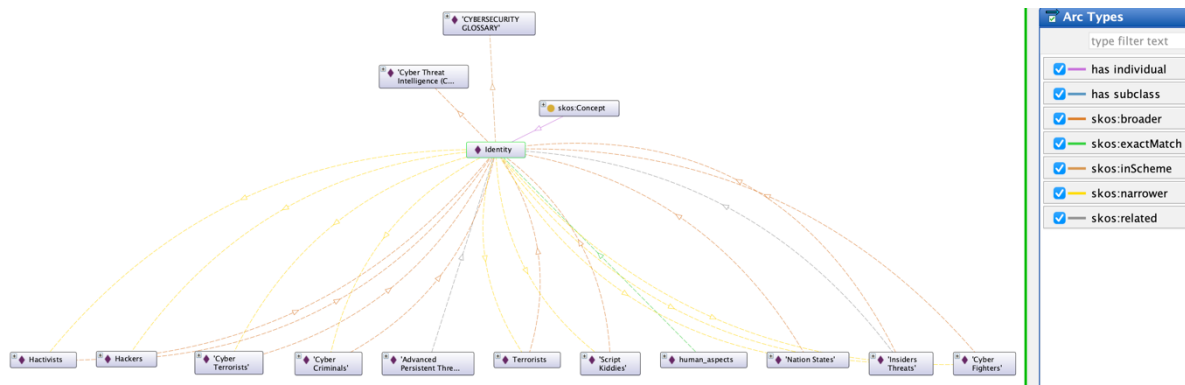 'CYBERSECURITY
GLOSSARY'
'Cyber Threat
Intelligence (C...
skos:Concept
Identity
Hactivists
Hackers
'Cyber
Terrorists'
'Cyber
Criminals'
'Advanced
Persistent Thre...
Terrorists
'Script
Kiddies'
human_aspects
'Nation States'
'Insiders
Threats'
'Cyber
Fighters'
Arc Types
type filter text
has individual
has subclass
skos:broader
skos:exactMatch
skos:inScheme
skos:narrower
skos:related